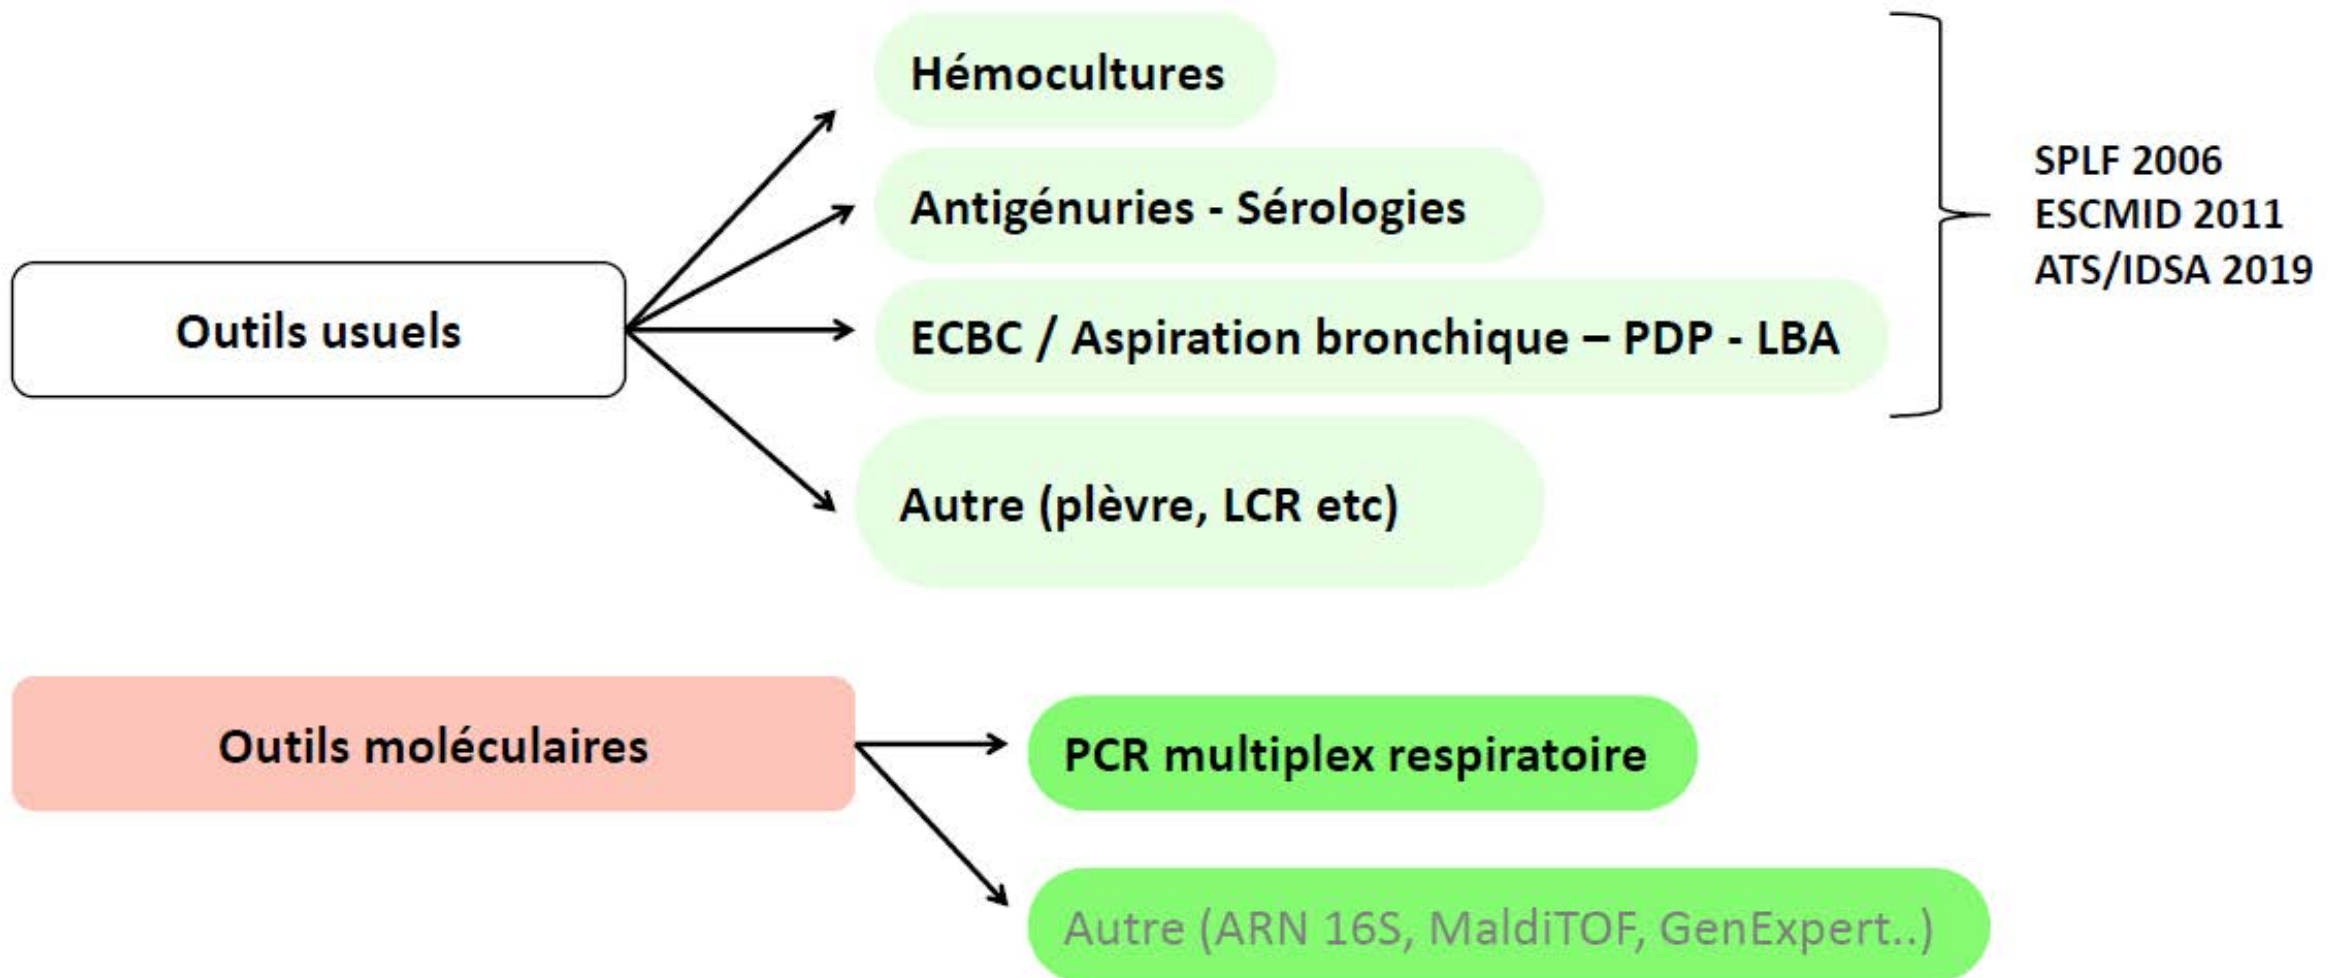 Hémocultures
Antigénuries - Sérologies
ECBC / Aspiration bronchique – PDP - LBA
Autre (plèvre, LCR etc)
Outils usuels
SPLF 2006
ESCMID 2011
ATS/IDSA 2019
Outils moléculaires
PCR multiplex respiratoire
Autre (ARN 16S, MaldiTOF, GenExpert..)